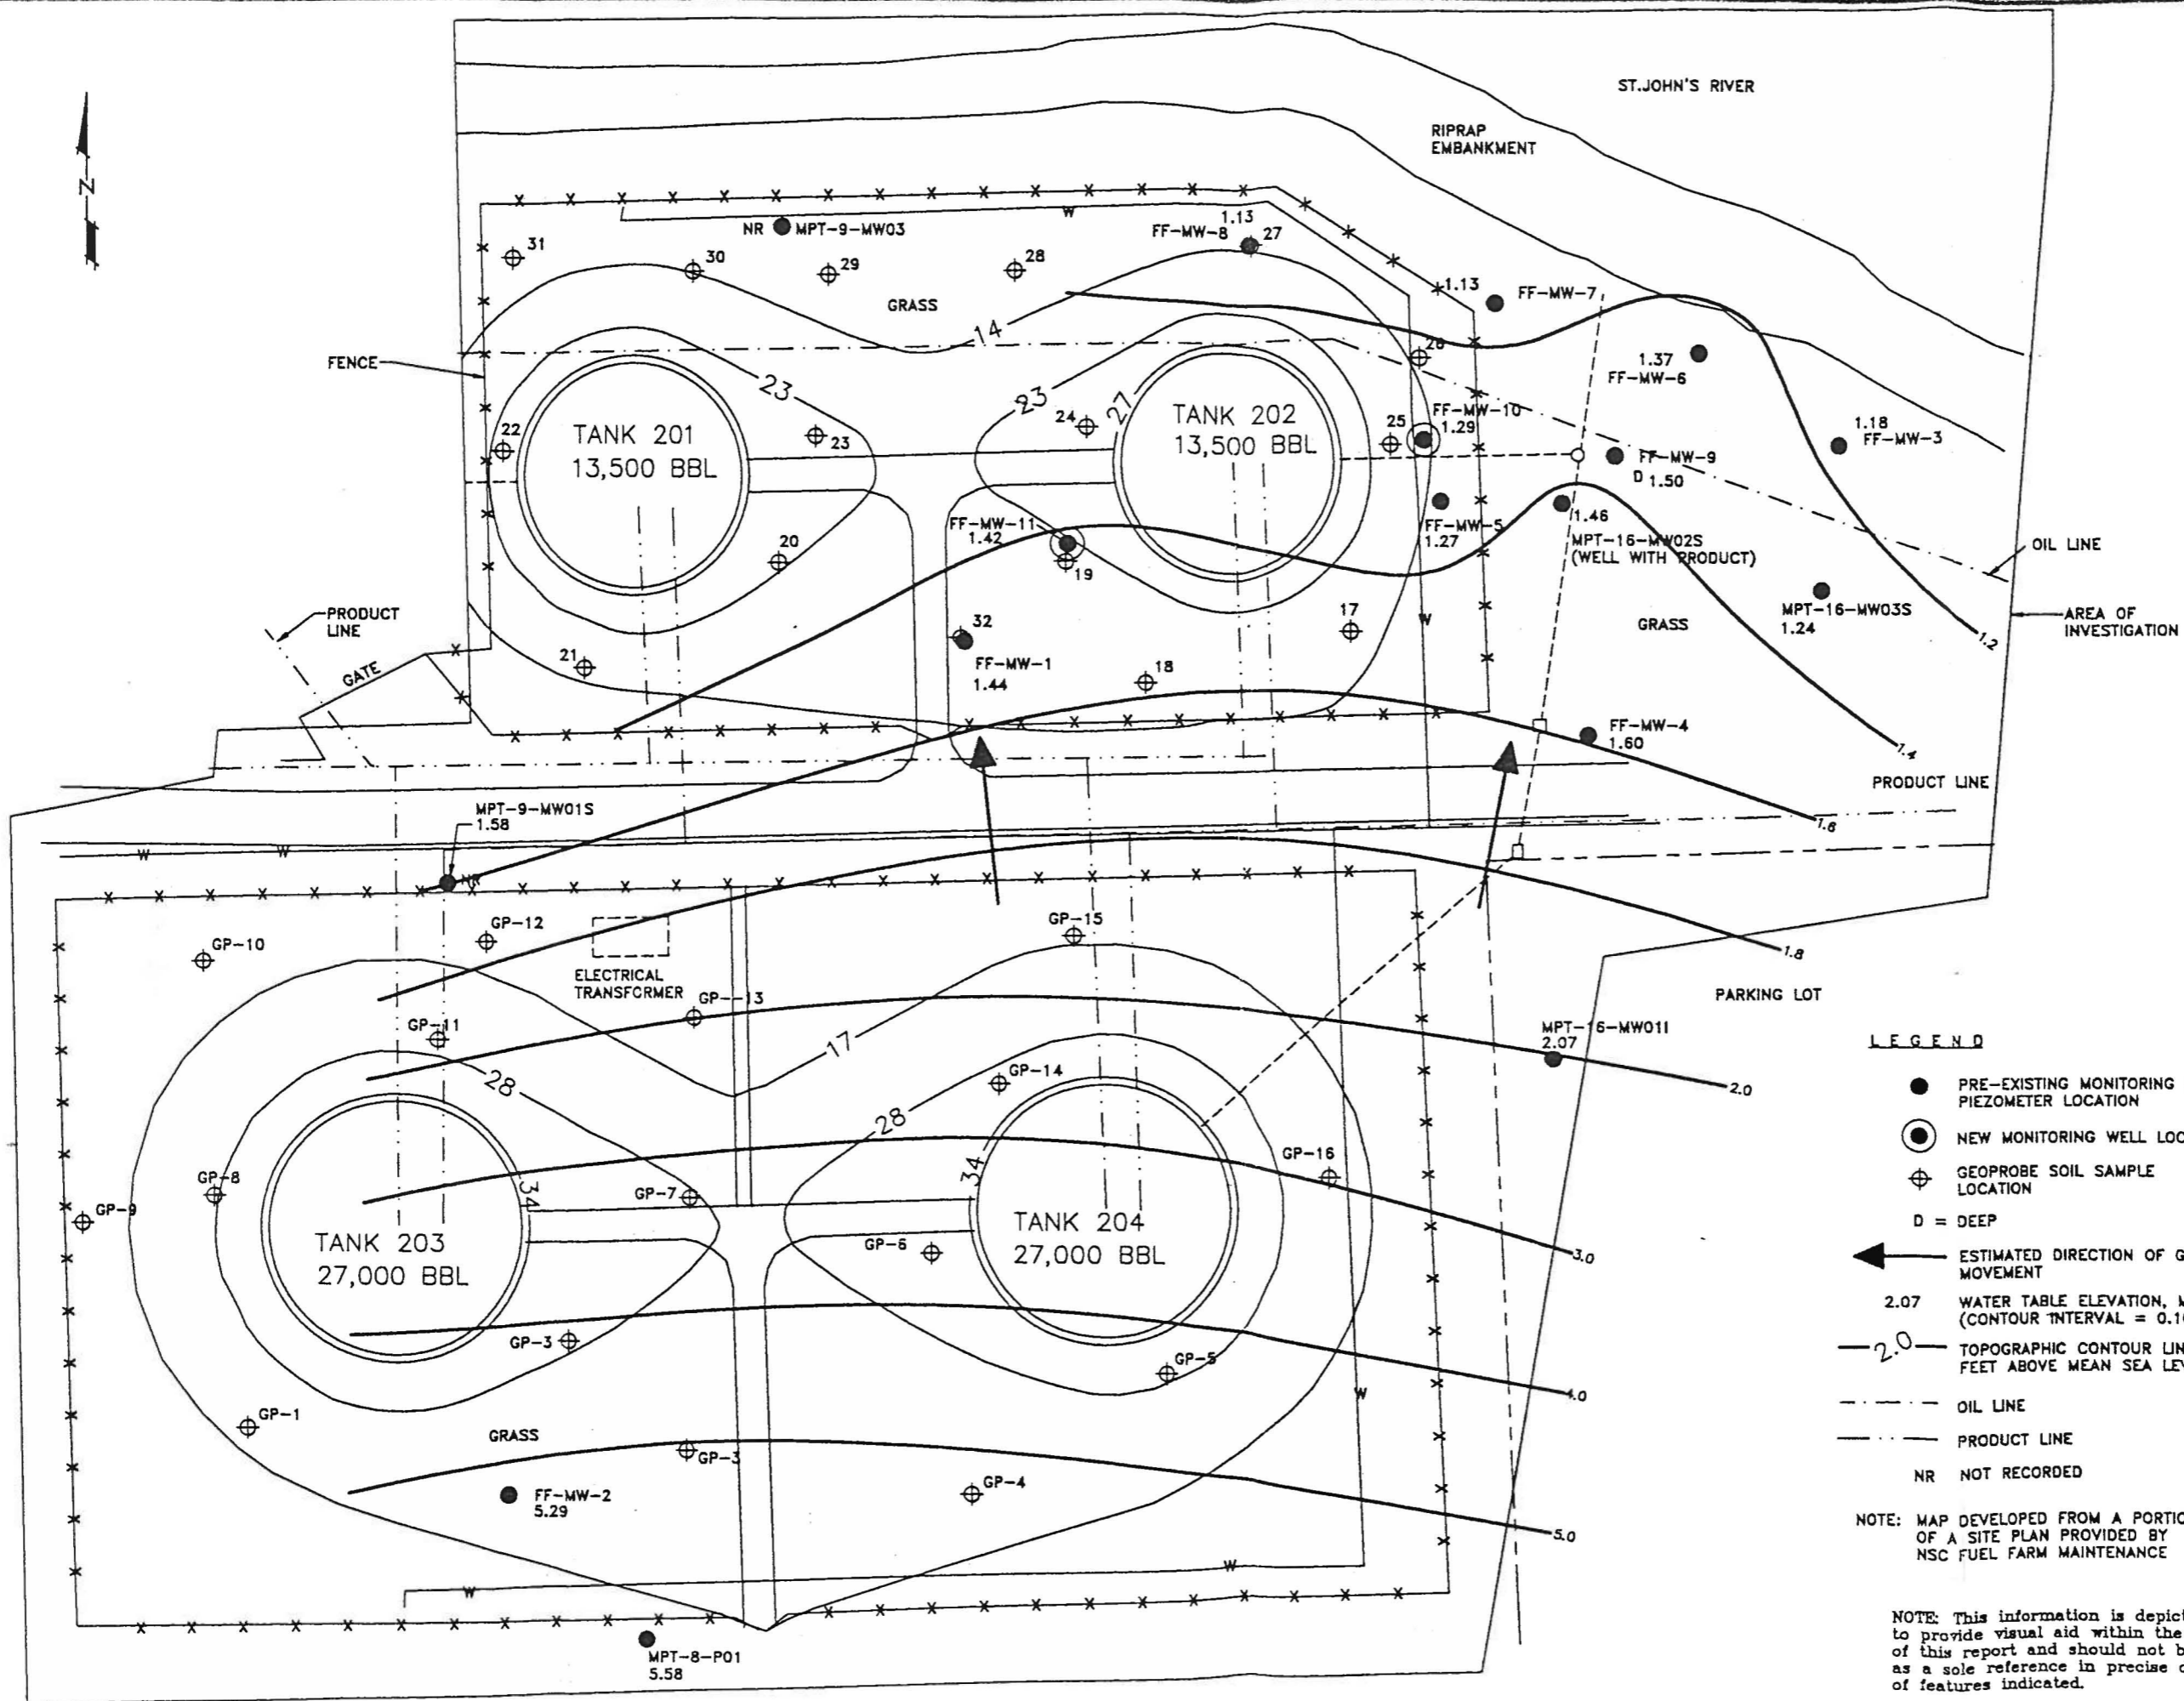 ST.JOHN'S RIVER
RIPRAP
EMBANKMENT
N
W
NR MPT-9-MW03
1.13
FF-MW-8 27
31
30
29
28
GRASS
14
1.13
FF-MW-7
FENCE
1.37
FF-MW-6
26
23
23
27
24
TANK 201
13,500 BBL
TANK 202
13,500 BBL
22
23
25
FF-MW-10
1.29
1.18
FF-MW-3
FF-MW-9
D 1.50
FF-MW-11
1.42
19
20
FF-MW-5
1.27
1.46
MPT-16-MW02S
(WELL WITH PRODUCT)
OIL LINE
MPT-16-MW03S
1.24
AREA OF
INVESTIGATION
PRODUCT
LINE
GATE
21
32
FF-MW-1
1.44
17
18
W
GRASS
1.2
FF-MW-4
1.60
1.4
PRODUCT LINE
1.6
MPT-9-MW01S
1.58
NR
W
W
1.8
GP-10
GP-12
GP-15
ELECTRICAL
TRANSFORMER
GP-13
GP-11
17
PARKING LOT
MPT-16-MW01I
2.07
2.0
28
GP-14
28
34
34
GP-8
GP-9
GP-7
GP-16
TANK 203
27,000 BBL
GP-6
TANK 204
27,000 BBL
3.0
GP-3
GP-5
W
4.0
GP-1
GRASS
GP-3
GP-4
FF-MW-2
5.29
5.0
W
W
MPT-8-P01
5.58
LEGEND
PRE-EXISTING MONITORING
PIEZOMETER LOCATION
NEW MONITORING WELL LOC
GEOPROBE SOIL SAMPLE
LOCATION
D = DEEP
ESTIMATED DIRECTION OF G
MOVEMENT
2.07 WATER TABLE ELEVATION, M
(CONTOUR INTERVAL = 0.1
2.0 TOPOGRAPHIC CONTOUR LIN
FEET ABOVE MEAN SEA LEV
OIL LINE
PRODUCT LINE
NR NOT RECORDED
NOTE: MAP DEVELOPED FROM A PORTIO
OF A SITE PLAN PROVIDED BY
NSC FUEL FARM MAINTENANCE
NOTE: This information is depict
to provide visual aid within the
of this report and should not b
as a sole reference in precise
of features indicated.